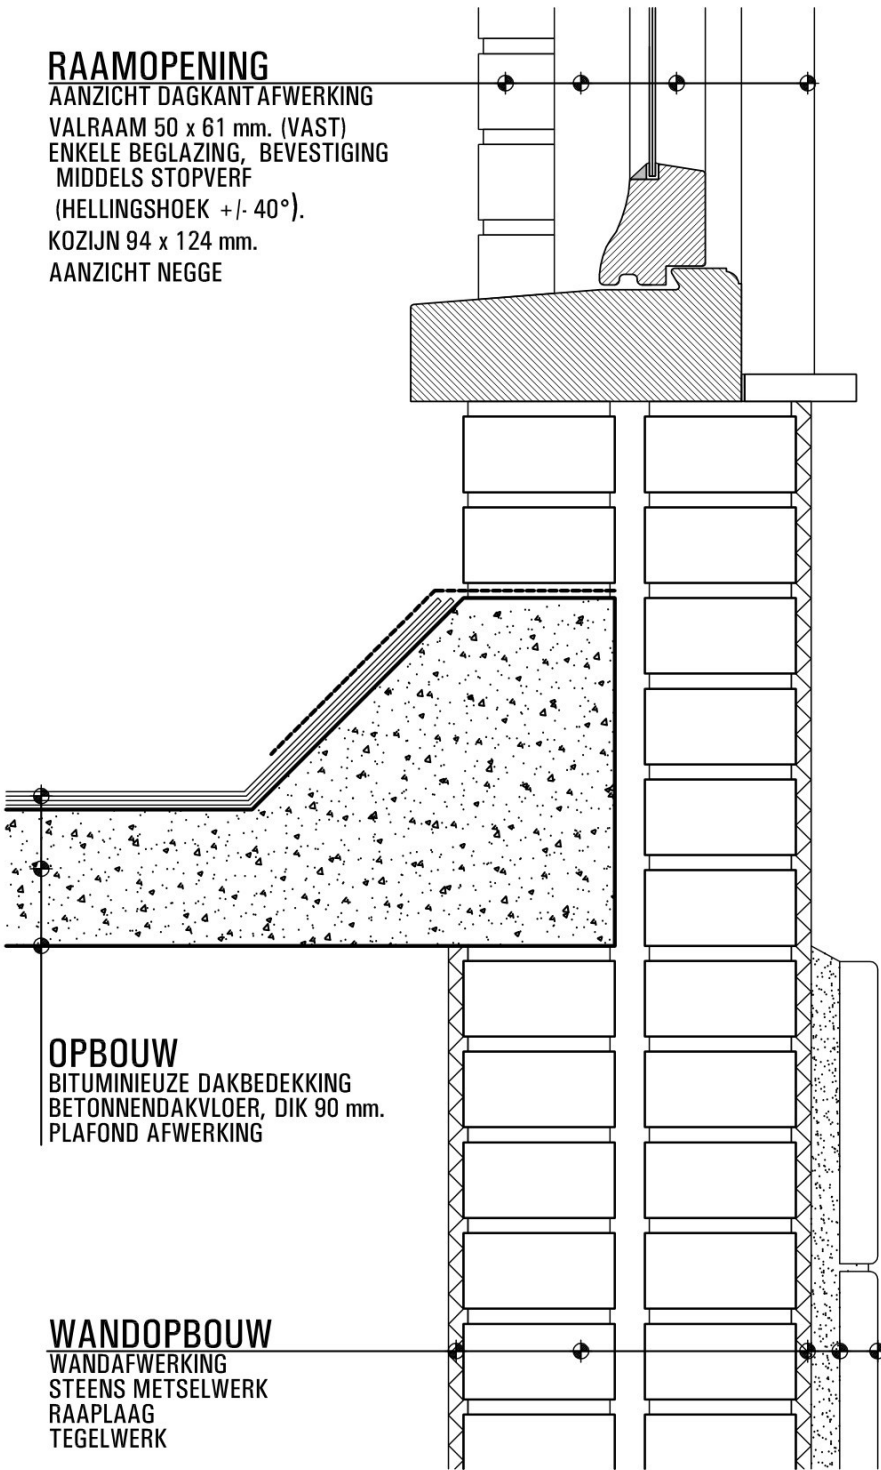 RAAMOPENING
AANZICHT DAGKANT AFWERKING
VALRAAM 50 x 61 mm. (VAST)
ENKELE BEGLAZING, BEVESTIGING
MIDDELS STOPVERF
(HELLINGSHOEK +/- 40°).
KOZIJN 94 x 124 mm.
AANZICHT NEGGE
OPBOUW
BITUMINIEUZE DAKBEDEKKING
BETONNENDAKVLOER, DIK 90 mm.
PLAFOND AFWERKING
WANDOPBOUW
WANDAFWERKING
STEENS METSELWERK
RAAPLAAG
TEGELWERK